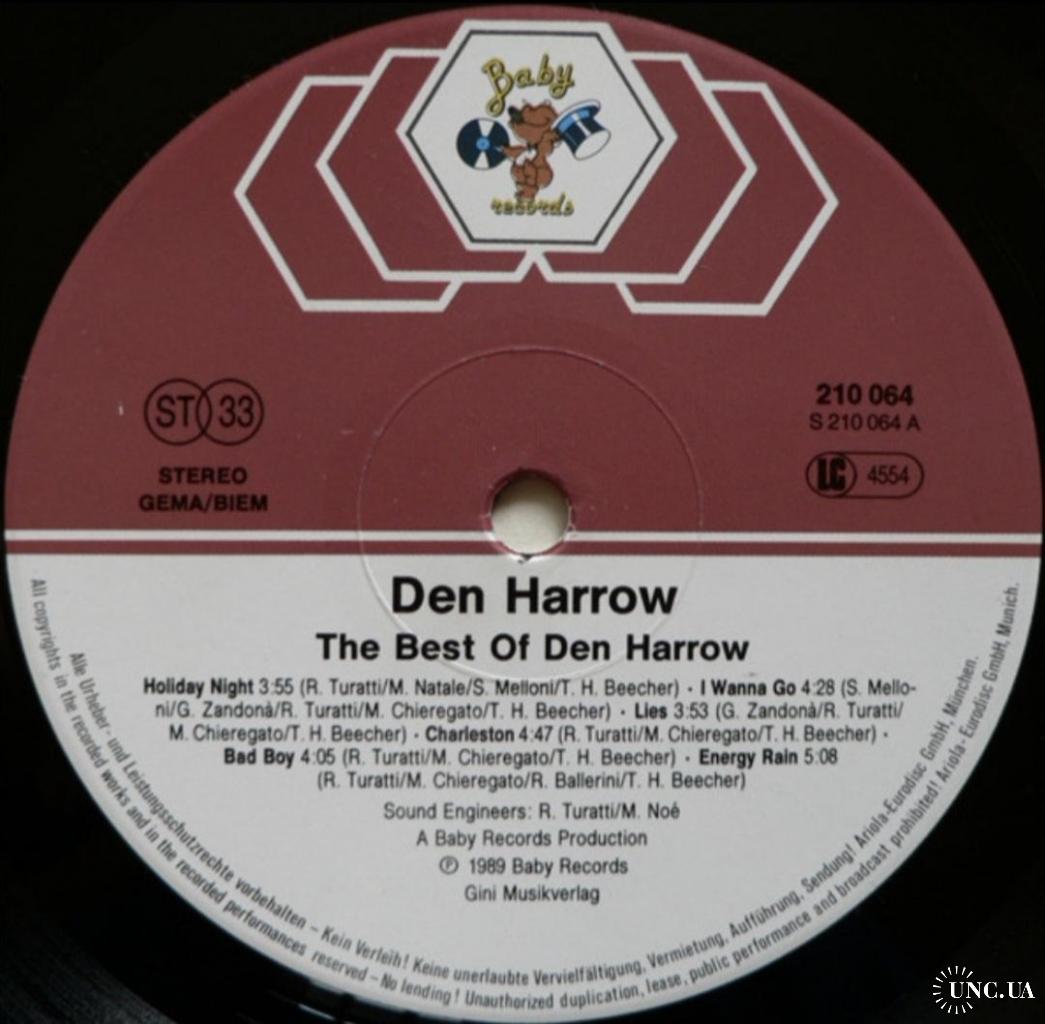 Baby
records
ST 33
STEREO
GEMA/BIEM
210 064
S 210 064 A
LC 4554
Den Harrow
The Best Of Den Harrow
Holiday Night 3:55 (R. Turatti/M. Natale/S. Melloni/T. H. Beecher) · I Wanna Go 4:28 (S. Mello-
ni/G. Zandonà/R. Turatti/M. Chieregato/T. H. Beecher) · Lies 3:53 (G. Zandonà/R. Turatti/
M. Chieregato/T. H. Beecher) · Charleston 4:47 (R. Turatti/M. Chieregato/T. H. Beecher) ·
Bad Boy 4:05 (R. Turatti/M. Chieregato/T. H. Beecher) · Energy Rain 5:08
(R. Turatti/M. Chieregato/R. Ballerini/T. H. Beecher)
Sound Engineers: R. Turatti/M. Noé
A Baby Records Production
℗ 1989 Baby Records
Gini Musikverlag
Alle Urheber- und Leistungsschutzrechte vorbehalten – Kein Verleih! Keine unerlaubte Vervielfältigung, Vermietung, Aufführung, Sendung! Ariola-Eurodisc GmbH, München.
All copyrights in the recorded works and in the recorded performances reserved – No lending! Unauthorized duplication, lease, public performance and broadcast prohibited! Ariola-Eurodisc GmbH, Munich.
UNC.UA